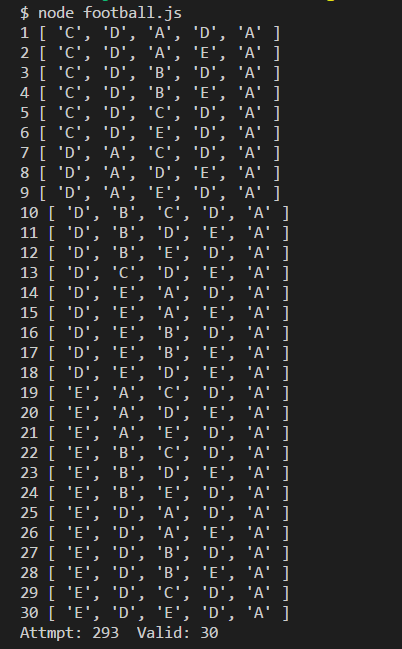 $ node football.js
1 [ 'C', 'D', 'A', 'D', 'A' ]
2 [ 'C', 'D', 'A', 'E', 'A' ]
3 [ 'C', 'D', 'B', 'D', 'A' ]
4 [ 'C', 'D', 'B', 'E', 'A' ]
5 [ 'C', 'D', 'C', 'D', 'A' ]
6 [ 'C', 'D', 'E', 'D', 'A' ]
7 [ 'D', 'A', 'C', 'D', 'A' ]
8 [ 'D', 'A', 'D', 'E', 'A' ]
9 [ 'D', 'A', 'E', 'D', 'A' ]
10 [ 'D', 'B', 'C', 'D', 'A' ]
11 [ 'D', 'B', 'D', 'E', 'A' ]
12 [ 'D', 'B', 'E', 'D', 'A' ]
13 [ 'D', 'C', 'D', 'E', 'A' ]
14 [ 'D', 'E', 'A', 'D', 'A' ]
15 [ 'D', 'E', 'A', 'E', 'A' ]
16 [ 'D', 'E', 'B', 'D', 'A' ]
17 [ 'D', 'E', 'B', 'E', 'A' ]
18 [ 'D', 'E', 'D', 'E', 'A' ]
19 [ 'E', 'A', 'C', 'D', 'A' ]
20 [ 'E', 'A', 'D', 'E', 'A' ]
21 [ 'E', 'A', 'E', 'D', 'A' ]
22 [ 'E', 'B', 'C', 'D', 'A' ]
23 [ 'E', 'B', 'D', 'E', 'A' ]
24 [ 'E', 'B', 'E', 'D', 'A' ]
25 [ 'E', 'D', 'A', 'D', 'A' ]
26 [ 'E', 'D', 'A', 'E', 'A' ]
27 [ 'E', 'D', 'B', 'D', 'A' ]
28 [ 'E', 'D', 'B', 'E', 'A' ]
29 [ 'E', 'D', 'C', 'D', 'A' ]
30 [ 'E', 'D', 'E', 'D', 'A' ]
Attmpt: 293  Valid: 30